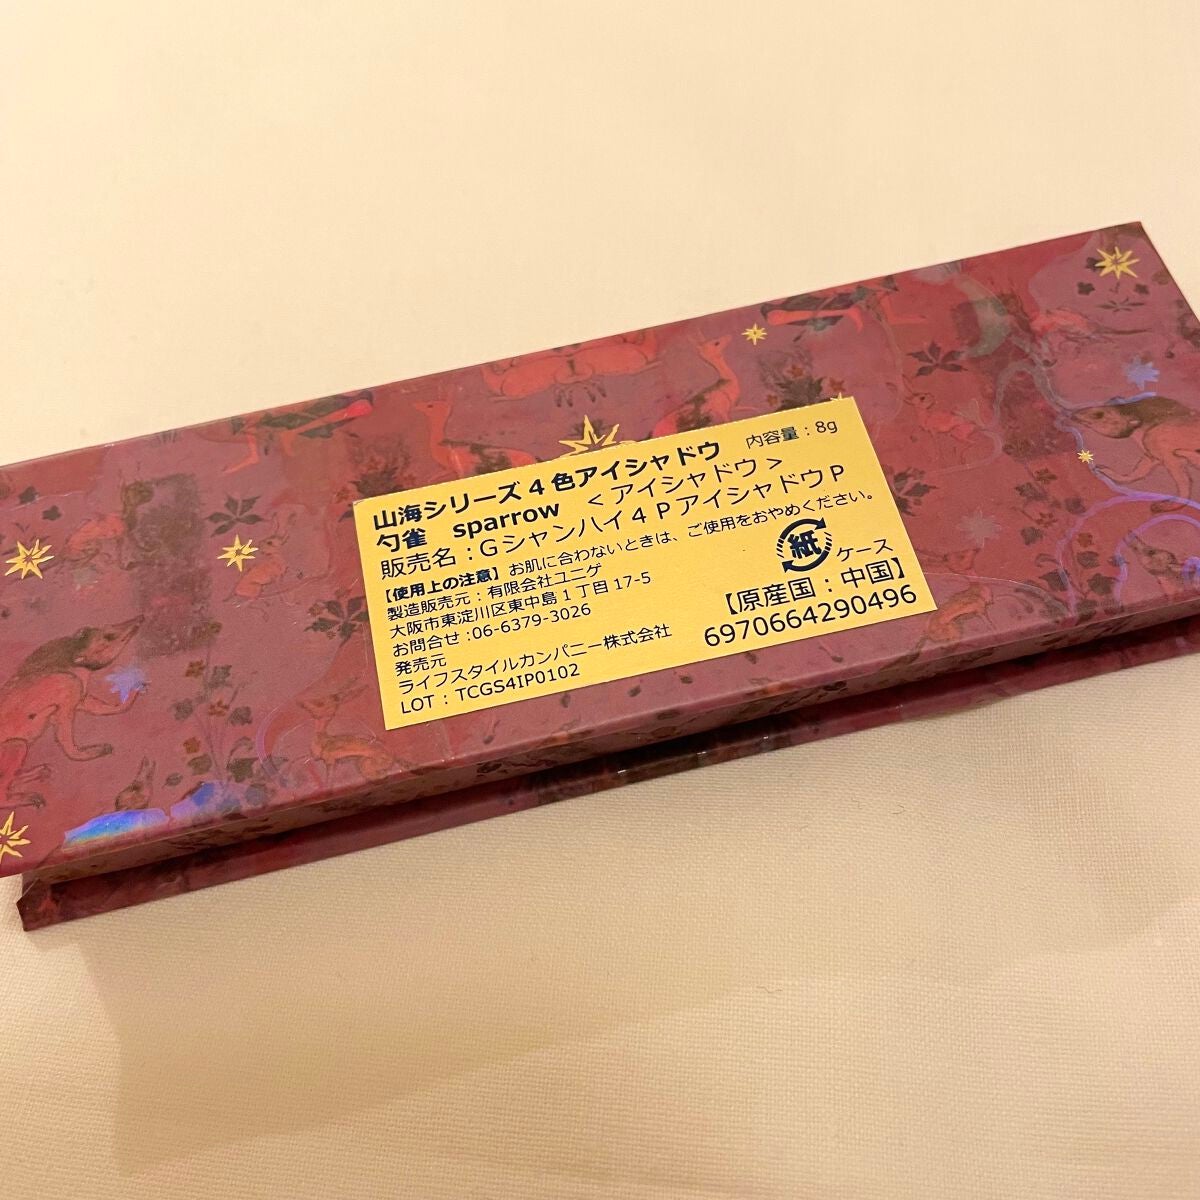 山海シリーズ4色アイシャドウ 内容量：8g
勺雀 sparrow ＜アイシャドウ＞
販売名：Gシャンハイ4PアイシャドウP
【使用上の注意】お肌に合わないときは、ご使用をおやめください。
製造販売元：有限会社ユニゲ
大阪市東淀川区東中島1丁目17-5
お問合せ：06-6379-3026
発売元
ライフスタイルカンパニー株式会社
LOT：TCGS4IP0102
紙 ケース
【原産国：中国】
6970664290496